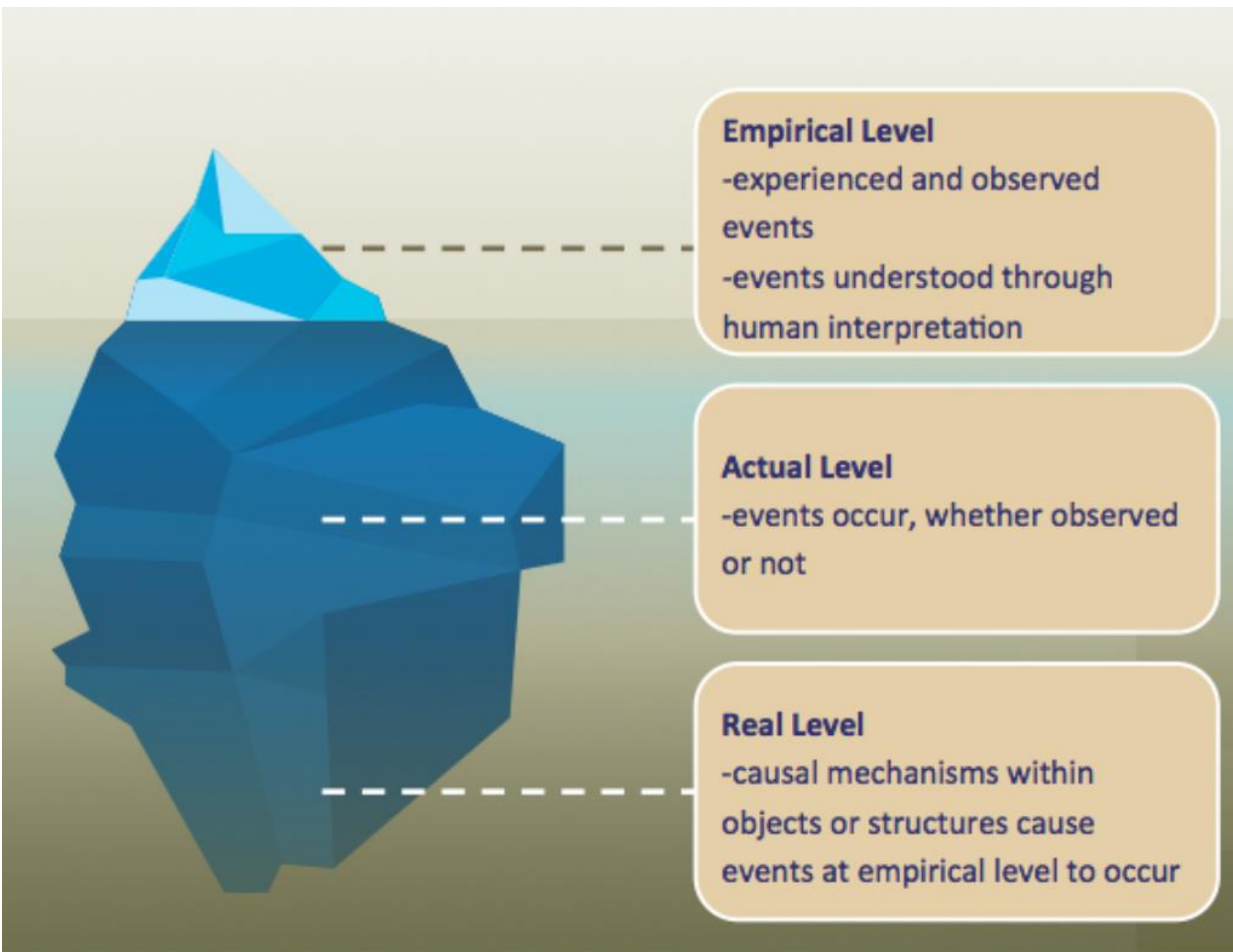 Empirical Level
-experienced and observed
events
-events understood through
human interpretation
Actual Level
-events occur, whether observed
or not
Real Level
-causal mechanisms within
objects or structures cause
events at empirical level to occur